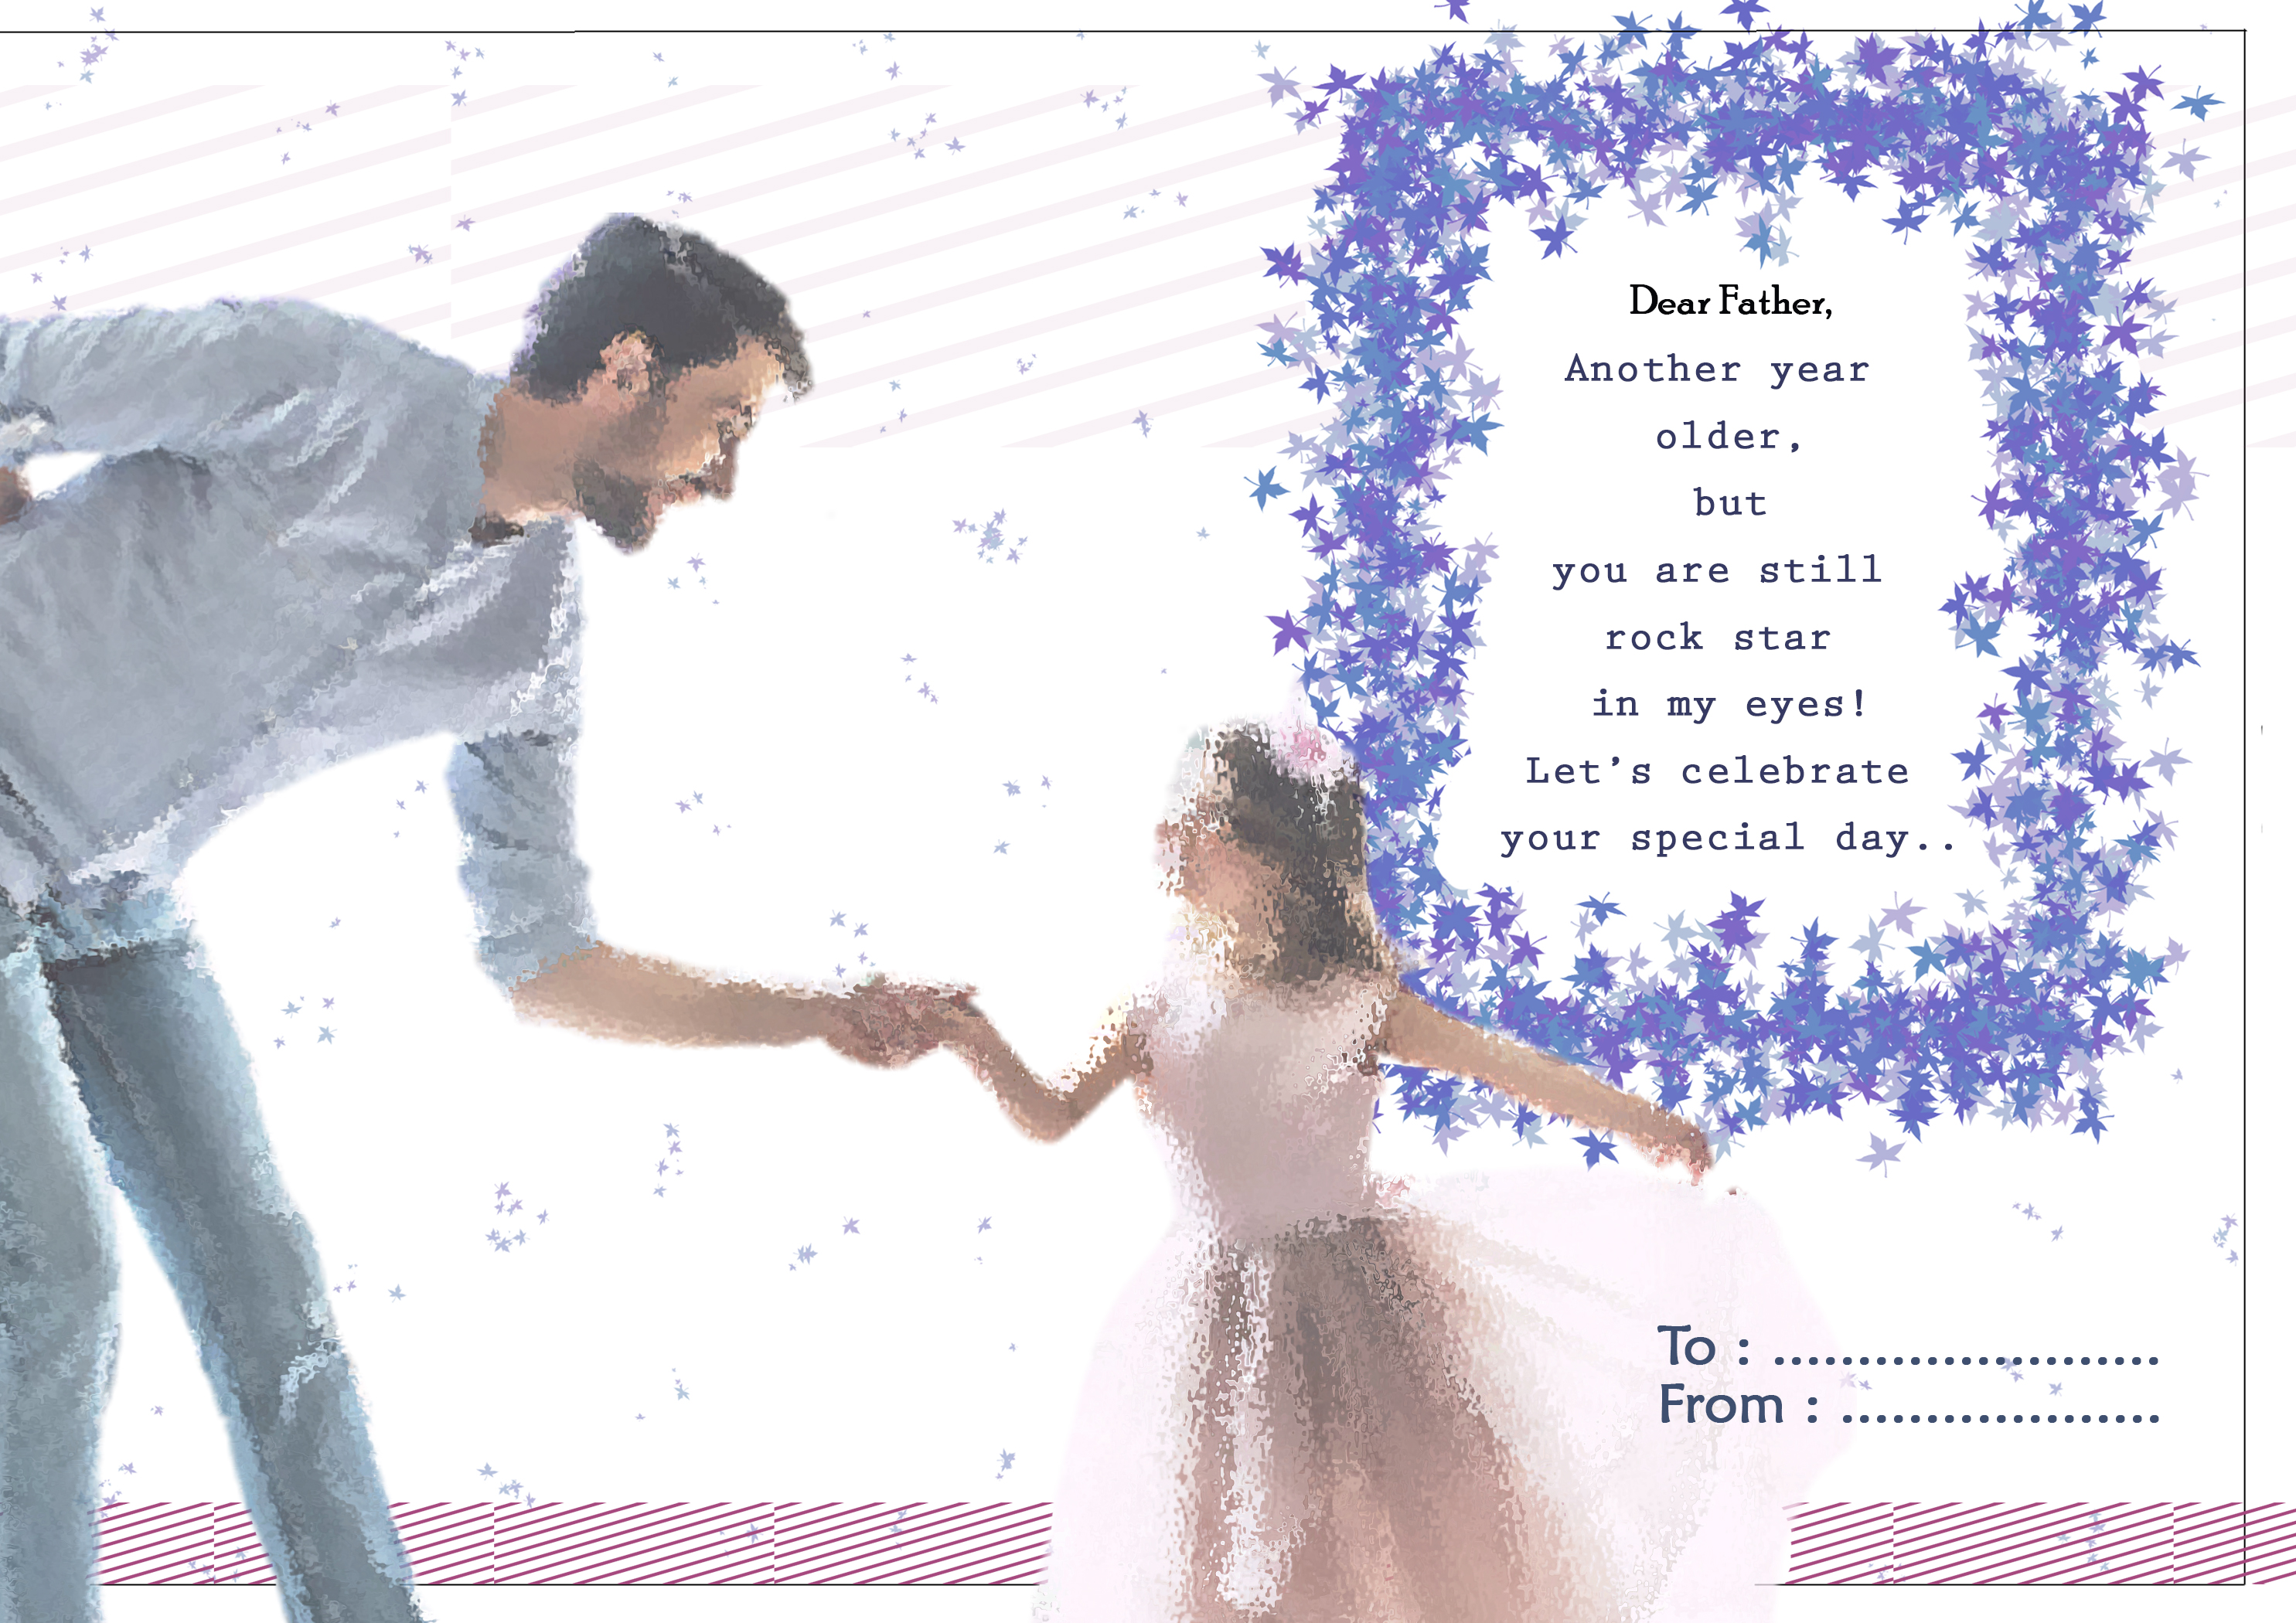 Dear Father,
Another year
older,
but
you are still
rock star
in my eyes!
Let's celebrate
your special day..
To : .......................
From : ...................